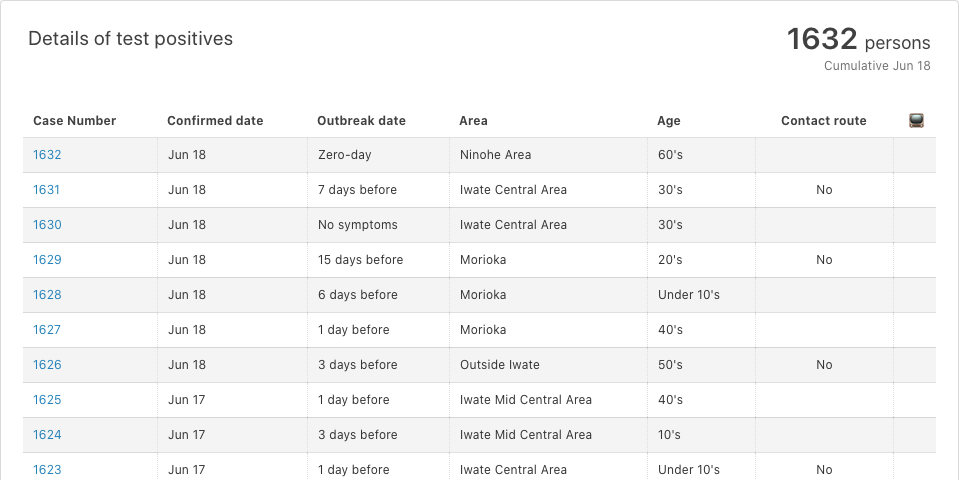 Details of test positives
1632 persons
Cumulative Jun 18
Case Number Confirmed date Outbreak date Area Age Contact route
1632 Jun 18 Zero-day Ninohe Area 60's
1631 Jun 18 7 days before Iwate Central Area 30's No
1630 Jun 18 No symptoms Iwate Central Area 30's
1629 Jun 18 15 days before Morioka 20's No
1628 Jun 18 6 days before Morioka Under 10's
1627 Jun 18 1 day before Morioka 40's
1626 Jun 18 3 days before Outside Iwate 50's No
1625 Jun 17 1 day before Iwate Mid Central Area 40's
1624 Jun 17 3 days before Iwate Mid Central Area 10's
1623 Jun 17 1 day before Iwate Central Area Under 10's No